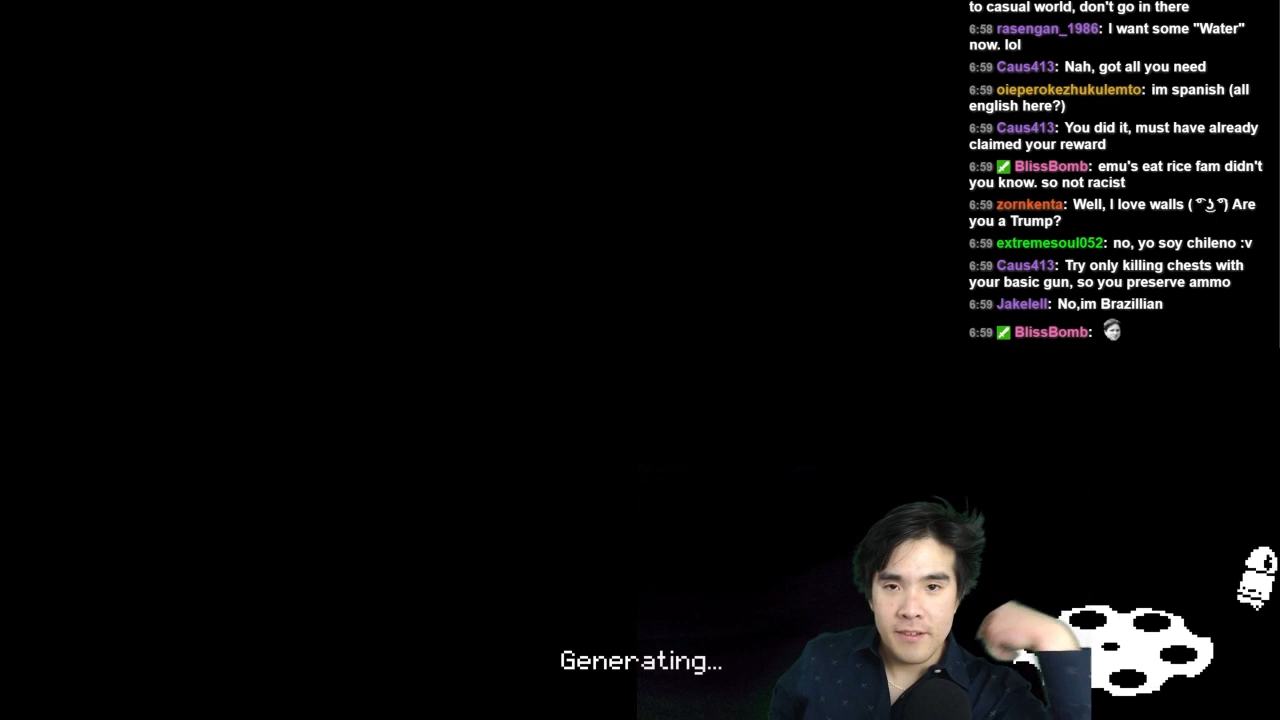 to casual world, don't go in there
6:58 rasengan_1986: I want some "Water"
now. lol
6:59 Caus413: Nah, got all you need
6:59 oieperokezhukulemto: im spanish (all
english here?)
6:59 Caus413: You did it, must have already
claimed your reward
6:59 BlissBomb: emu's eat rice fam didn't
you know. so not racist
6:59 zornkenta: Well, I love walls ( ͡° ͜ʖ ͡°) Are
you a Trump?
6:59 extremesoul052: no, yo soy chileno :v
6:59 Caus413: Try only killing chests with
your basic gun, so you preserve ammo
6:59 Jakelell: No,im Brazillian
6:59 BlissBomb:
Generating...